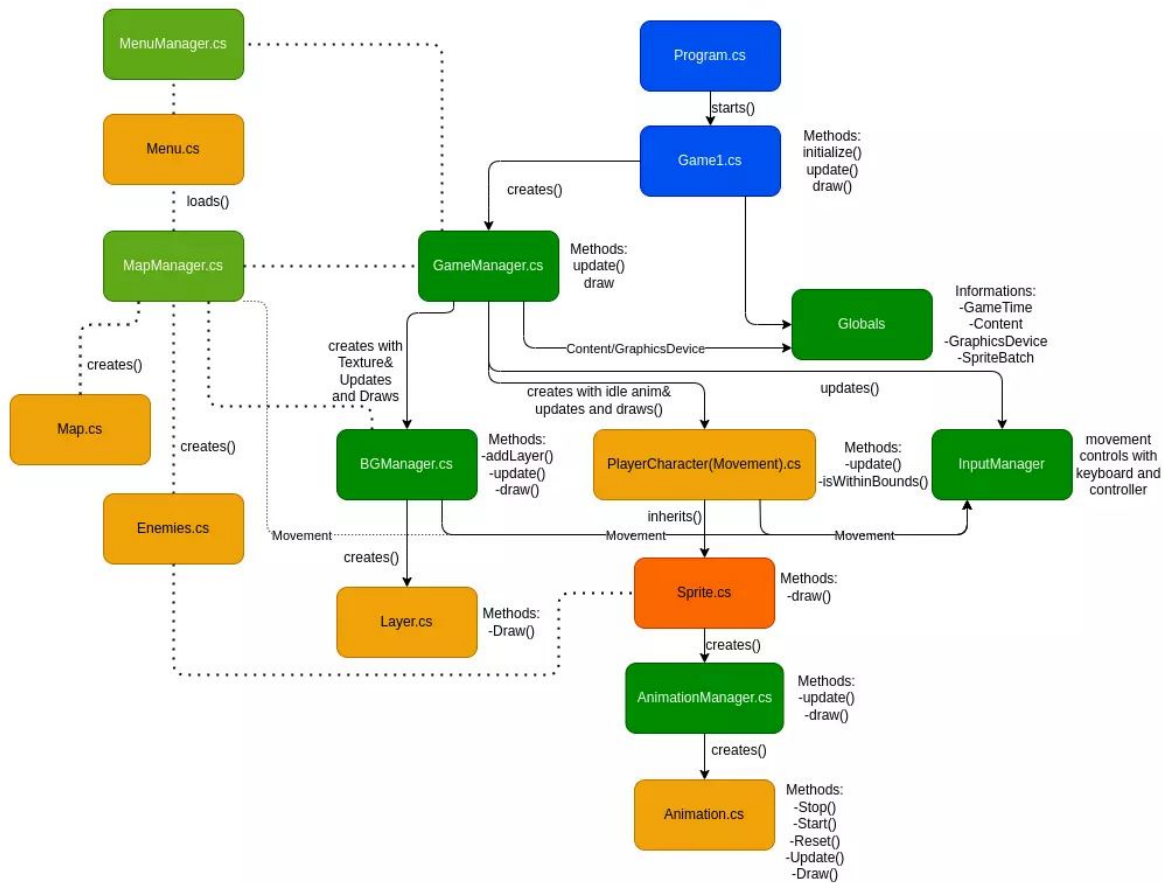 MenuManager.cs
Program.cs
starts()
Menu.cs
Game1.cs
Methods:
initialize()
update()
draw()
loads()
creates()
MapManager.cs
GameManager.cs
Methods:
update()
draw
Globals
Informations:
-GameTime
-Content
-GraphicsDevice
-SpriteBatch
creates()
creates with
Texture&
Updates
and Draws
Content/GraphicsDevice
creates with idle anim&
updates and draws()
updates()
Map.cs
creates()
BGManager.cs
Methods:
-addLayer()
-update()
-draw()
PlayerCharacter(Movement).cs
Methods:
-update()
-isWithinBounds()
InputManager
movement
controls with
keyboard and
controller
Enemies.cs
inherits()
Movement
Movement
Movement
creates()
Layer.cs
Methods:
-Draw()
Sprite.cs
Methods:
-draw()
creates()
AnimationManager.cs
Methods:
-update()
-draw()
creates()
Animation.cs
Methods:
-Stop()
-Start()
-Reset()
-Update()
-Draw()